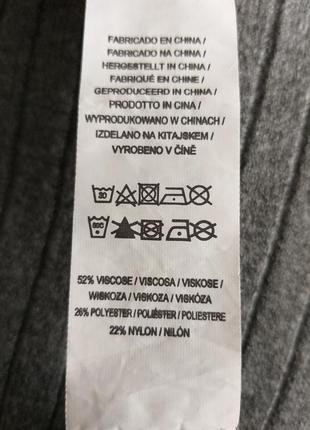 FABRICADO EN CHINA /
FABRICADO NA CHINA /
HERGESTELLT IN CHINA /
FABRIQUÉ EN CHINE /
GEPRODUCEERD IN CHINA /
PRODOTTO IN CINA /
WYPRODUKOWANO W CHINACH /
IZDELANO NA KITAJSKEM /
VYROBENO V ČÍNĚ
30
80C
52% VISCOSE / VISCOSA / VISKOSE /
WISKOZA / VISKOZA / VISKÓZA /
26% POLYESTER / POLIÉSTER / POLIESTERE
22% NYLON / NILÓN /